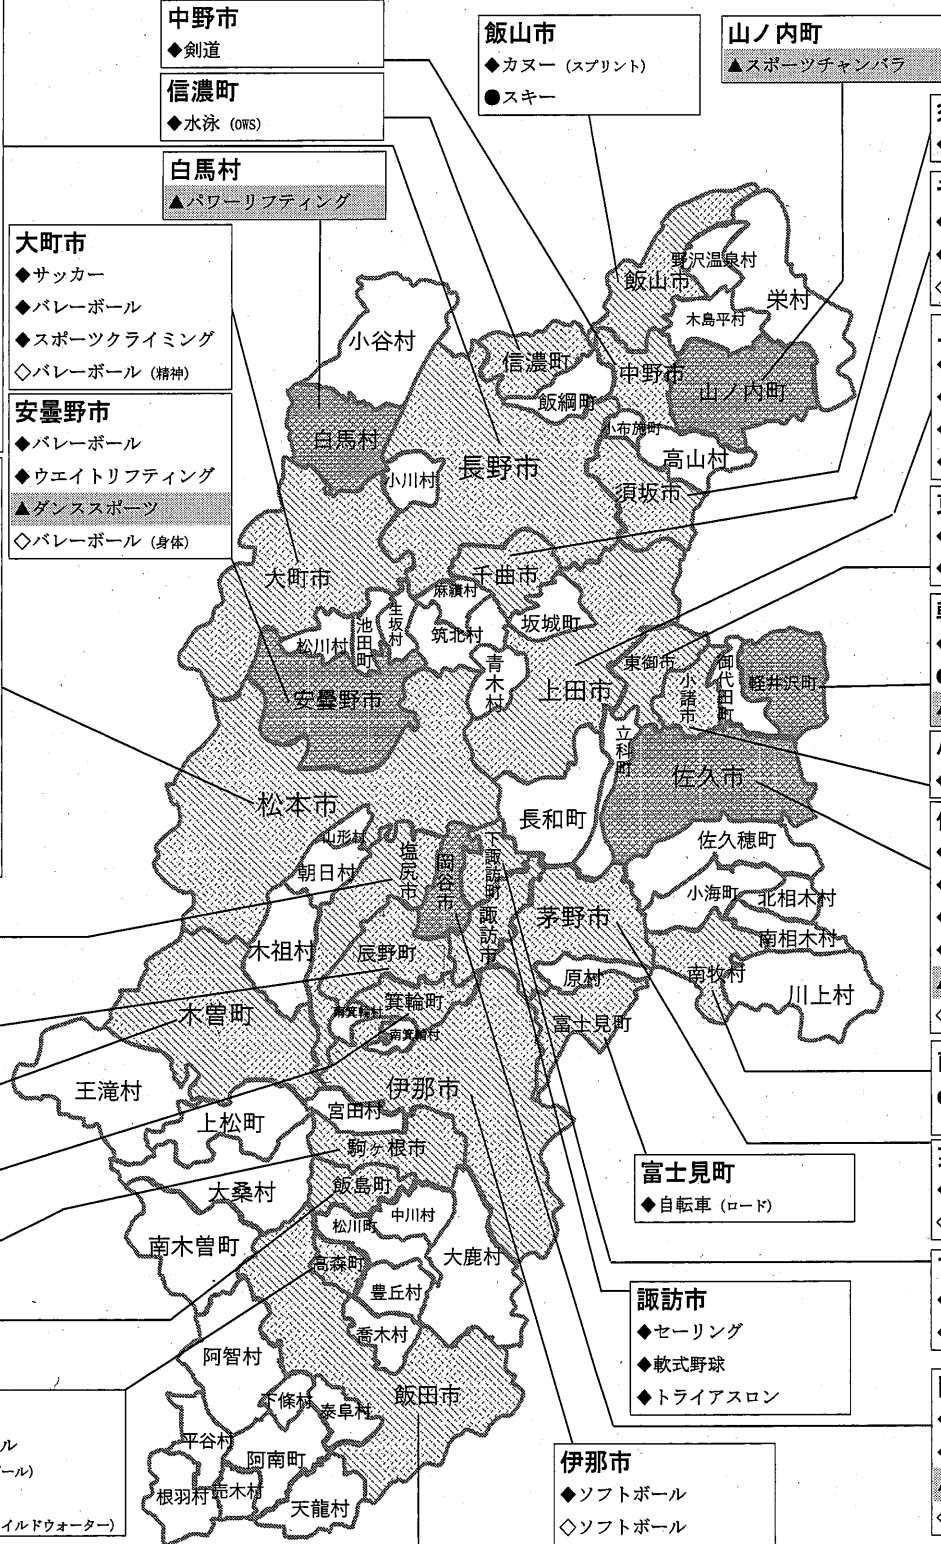 中野市
◆剣道
信濃町
◆水泳（OWS）
白馬村
▲パワーリフティング
大町市
◆サッカー
◆バレーボール
◆スポーツクライミング
◇バレーボール（精神）
安曇野市
◆バレーボール
◆ウエイトリフティング
▲ダンススポーツ
◇バレーボール（身体）
飯山市
◆カヌー（スプリント）
●スキー
山ノ内町
▲スポーツチャンバラ
野沢温泉村
飯山市
栄村
木島平村
小谷村
信濃町
中野市
山ノ内町
飯綱町
小布施町
白馬村
高山村
長野市
小川村
須坂市
大町市
千曲市
麻績村
生坂村
池田町
坂城町
筑北村
松川村
青木村
東御市
御代田町
小諸市
軽井沢町
安曇野市
上田市
立科町
佐久市
松本市
長和町
山形村
佐久穂町
塩尻市
岡谷市
下諏訪町
朝日村
小海町
北相木村
諏訪市
茅野市
南相木村
木祖村
辰野町
原村
南牧村
川上村
箕輪町
南箕輪村
南箕輪村
木曽町
富士見町
王滝村
伊那市
上松町
宮田村
駒ヶ根市
大桑村
飯島町
中川村
松川町
南木曽町
大鹿村
高森町
豊丘村
喬木村
阿智村
飯田市
下條村
泰阜村
平谷村
阿南町
根羽村
売木村
天龍村
富士見町
◆自転車（ロード）
諏訪市
◆セーリング
◆軟式野球
◆トライアスロン
伊那市
◆ソフトボール
◇ソフトボール
ル
ール）
イルドウォーター）